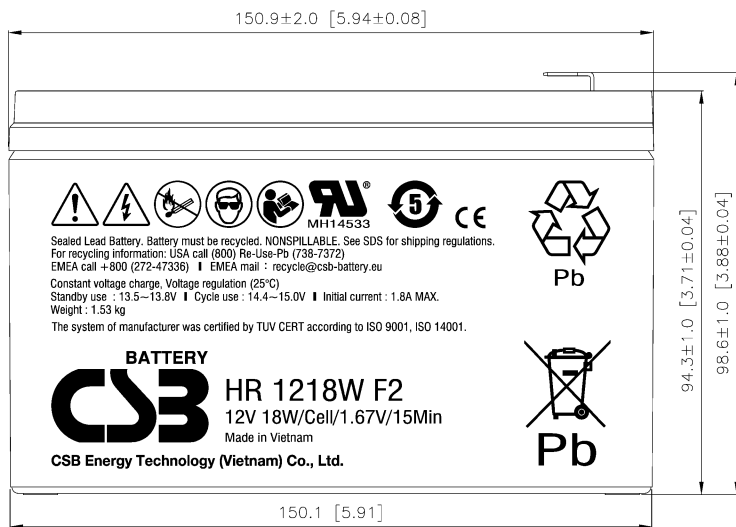 150.9±2.0 [5.94±0.08]
RU®
MH14533
5
CE
Sealed Lead Battery. Battery must be recycled. NONSPILLABLE. See SDS for shipping regulations.
For recycling information: USA call (800) Re-Use-Pb (738-7372)
EMEA call +800 (272-47336) ❙ EMEA mail : recycle@csb-battery.eu
Constant voltage charge, Voltage regulation (25°C)
Standby use : 13.5~13.8V ❙ Cycle use : 14.4~15.0V ❙ Initial current : 1.8A MAX.
Weight : 1.53 kg
The system of manufacturer was certified by TUV CERT according to ISO 9001, ISO 14001.
Pb
BATTERY
CSB
HR 1218W F2
12V 18W/Cell/1.67V/15Min
Made in Vietnam
CSB Energy Technology (Vietnam) Co., Ltd.
Pb
94.3±1.0 [3.71±0.04]
98.6±1.0 [3.88±0.04]
150.1 [5.91]